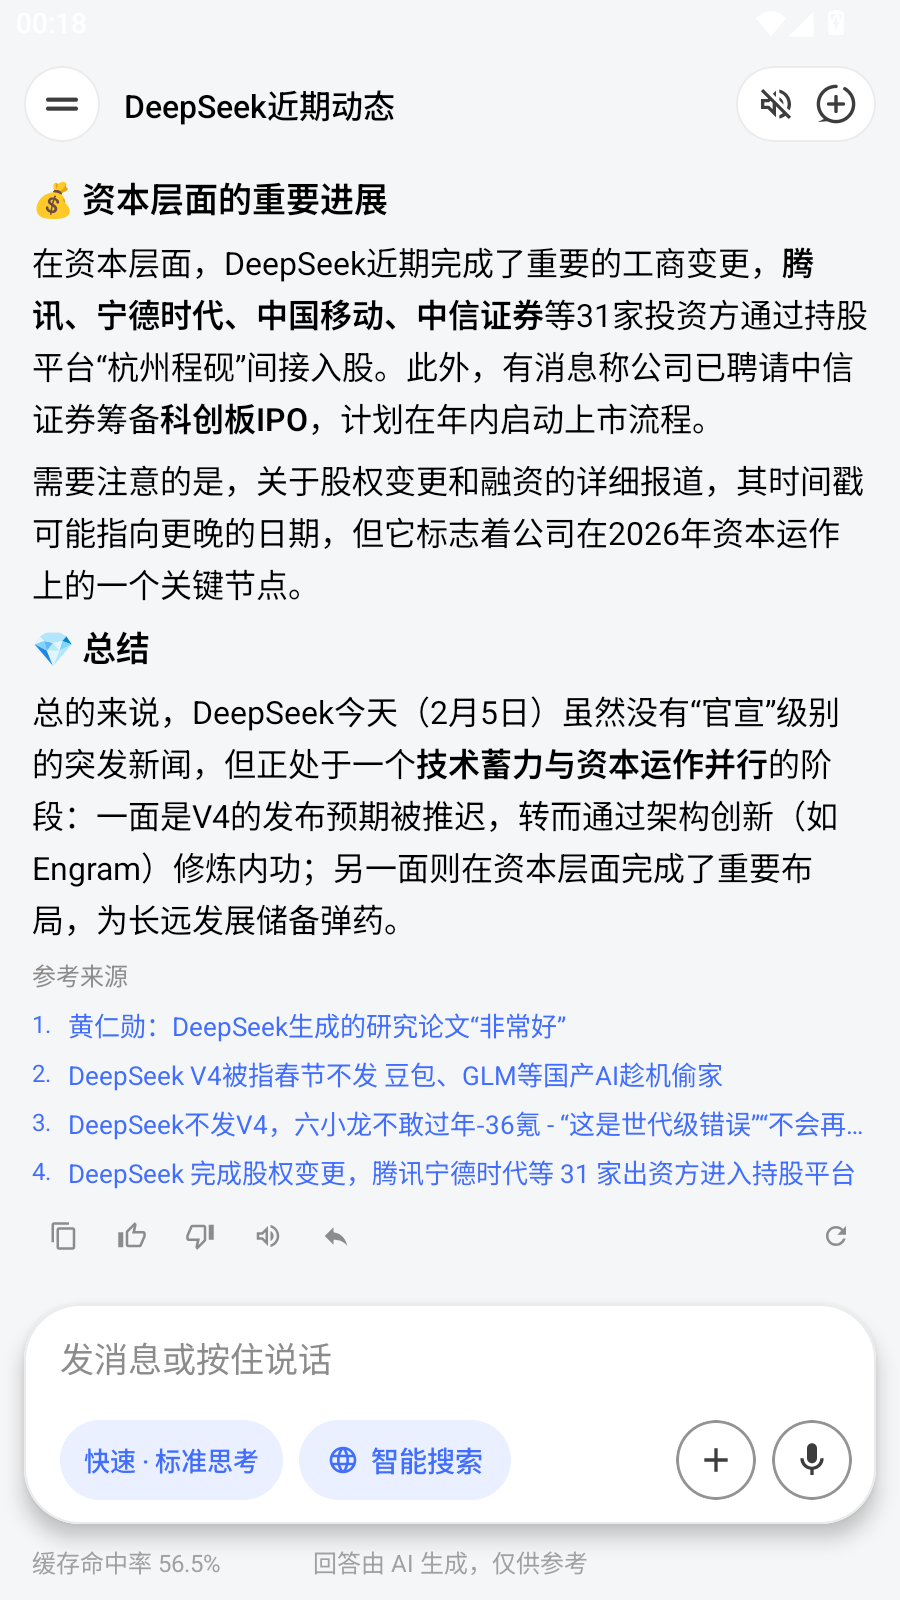 00:18
DeepSeek近期动态
💰 资本层面的重要进展
在资本层面，DeepSeek近期完成了重要的工商变更，腾
讯、宁德时代、中国移动、中信证券等31家投资方通过持股
平台“杭州程砚”间接入股。此外，有消息称公司已聘请中信
证券筹备科创板IPO，计划在年内启动上市流程。
需要注意的是，关于股权变更和融资的详细报道，其时间戳
可能指向更晚的日期，但它标志着公司在2026年资本运作
上的一个关键节点。
💎 总结
总的来说，DeepSeek今天（2月5日）虽然没有“官宣”级别
的突发新闻，但正处于一个技术蓄力与资本运作并行的阶
段：一面是V4的发布预期被推迟，转而通过架构创新（如
Engram）修炼内功；另一面则在资本层面完成了重要布
局，为长远发展储备弹药。
参考来源
1. 黄仁勋：DeepSeek生成的研究论文“非常好”
2. DeepSeek V4被指春节不发 豆包、GLM等国产AI趁机偷家
3. DeepSeek不发V4，六小龙不敢过年-36氪 - “这是世代级错误”“不会再...
4. DeepSeek 完成股权变更，腾讯宁德时代等 31 家出资方进入持股平台
发消息或按住说话
快速 · 标准思考 智能搜索
缓存命中率 56.5% 回答由 AI 生成，仅供参考